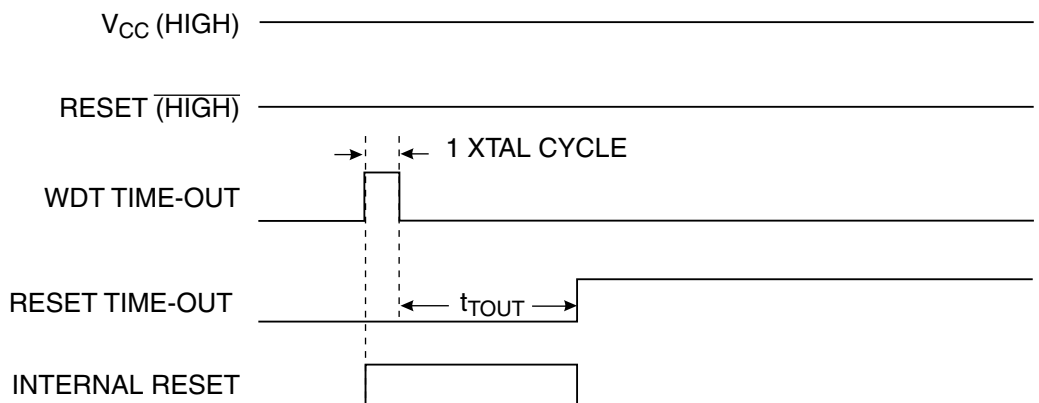 VCC (HIGH)
RESET (HIGH)
1 XTAL CYCLE
WDT TIME-OUT
RESET TIME-OUT
tTOUT
INTERNAL RESET